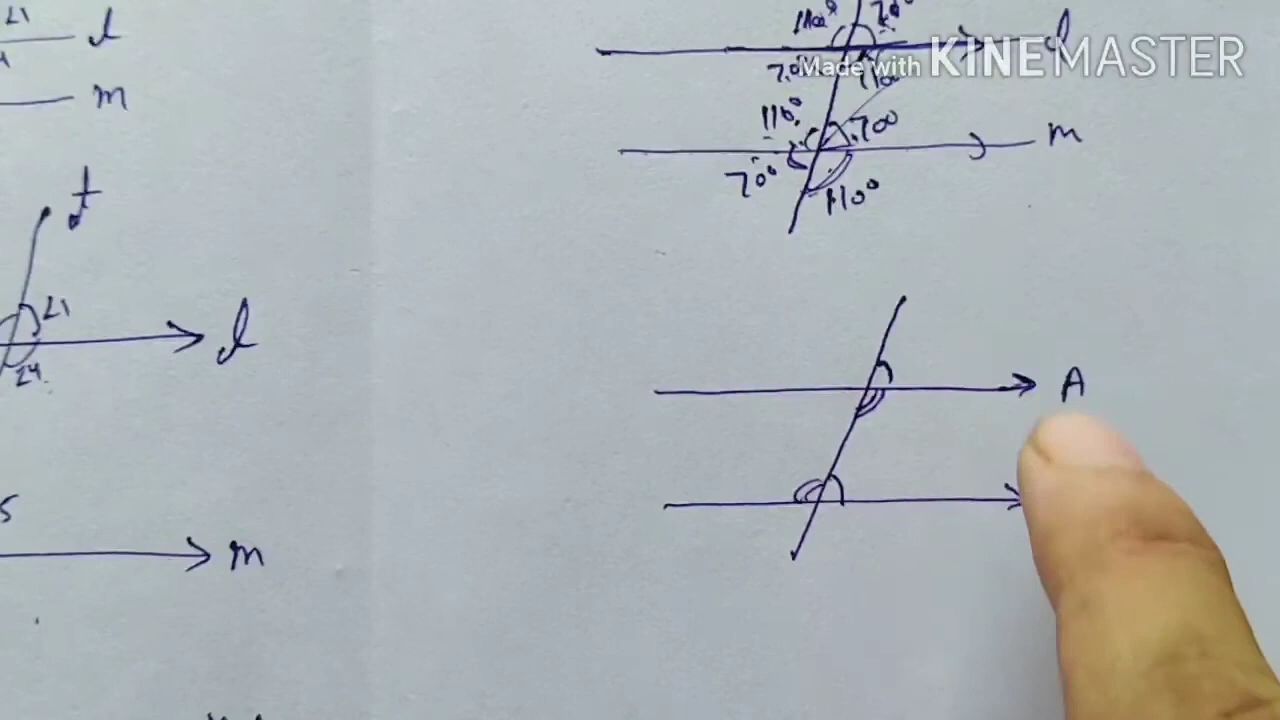 ∠1
l
m
t
∠1
l
∠4
m
110° 70°
l
70° 110°
110° 70°
m
70° 110°
A
Made with KINEMASTER